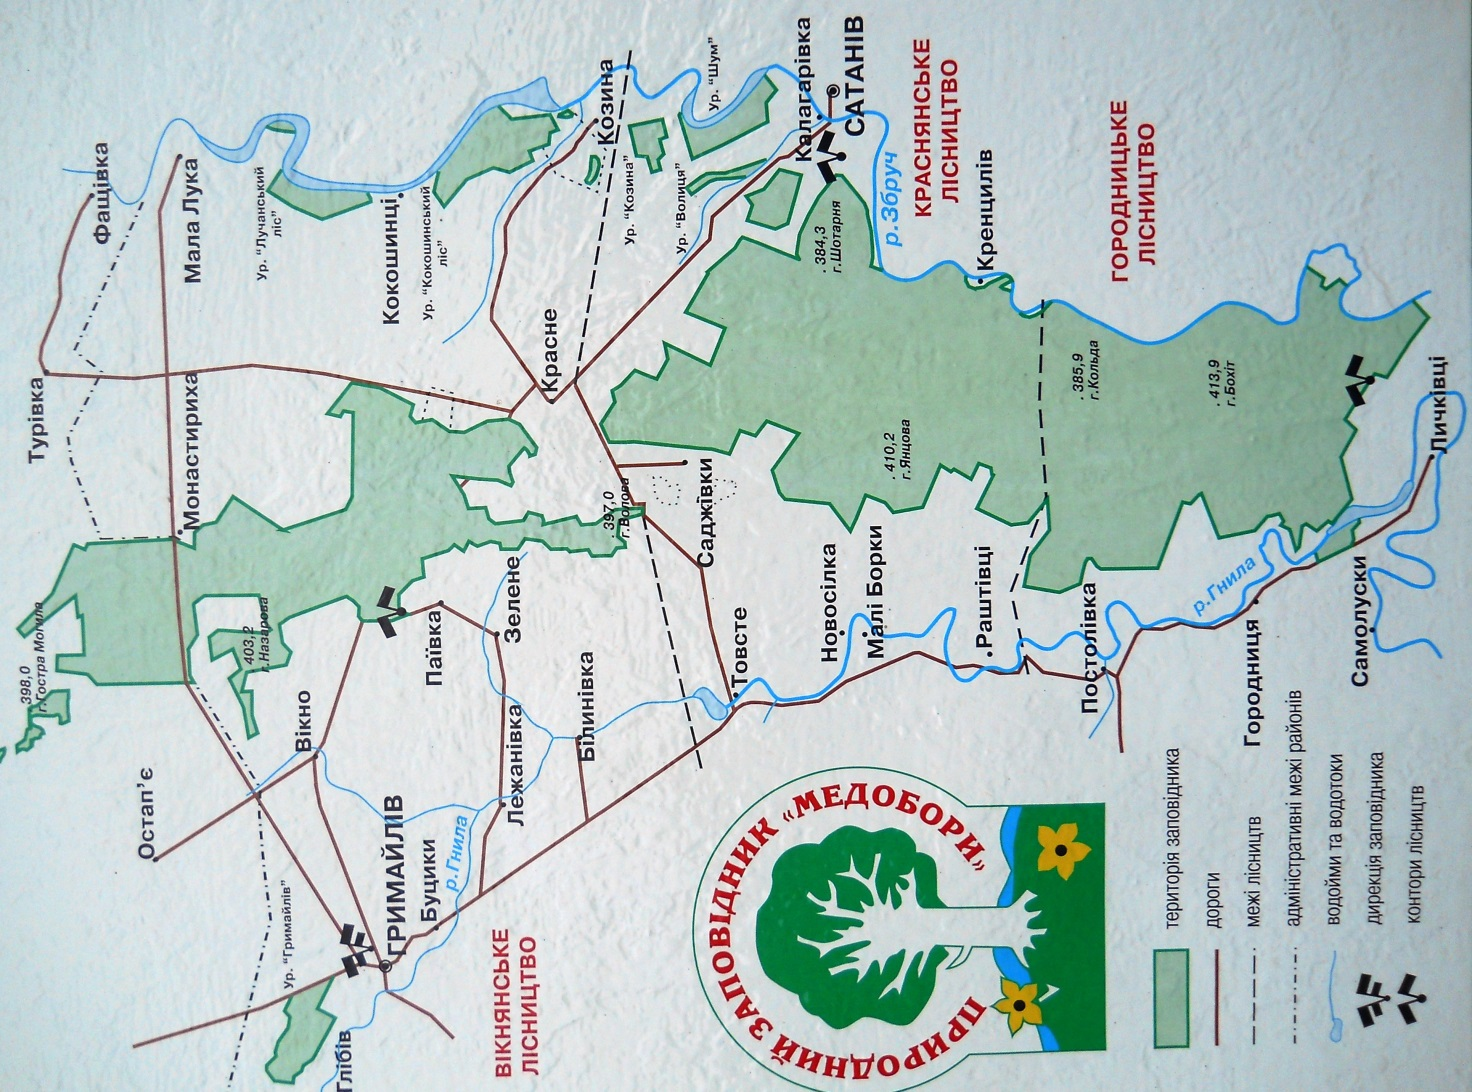 398,0
г.Гостра Могила
Турівка
Фащівка
Мала Лука
Остап'є
Монастириха
403,2
г.Назарова
Ур. "Лучанський
ліс"
Ур. "Гримайлів"
Вікно
Глібів
ГРИМАЙЛІВ
Буцики
р.Гнила
Паївка
Кокошинці
Ур. "Кокошинський
ліс"
ВІКНЯНСЬКЕ
ЛІСНИЦТВО
Лежанівка
Зелене
Красне
Козина
Білинівка
397,0
г.Волова
Ур. "Козина"
Ур. "Волиця"
Ур. "Шум"
Саджівки
Товсте
Калагарівка
САТАНІВ
384,3
г.Шотарня
Новосілка
Малі Борки
р.Збруч
410,2
г.Янцова
КРАСНЯНСЬКЕ
ЛІСНИЦТВО
Кренцилів
Раштівці
385,9
г.Кольда
Постолівка
ГОРОДНИЦЬКЕ
ЛІСНИЦТВО
413,9
г.Бохіт
р.Гнила
Городниця
Самолуски
Личківці
ПРИРОДНИЙ ЗАПОВІДНИК «МЕДОБОРИ»
територія заповідника
дороги
межі лісництв
адміністративні межі районів
водойми та водотоки
дирекція заповідника
контори лісництв